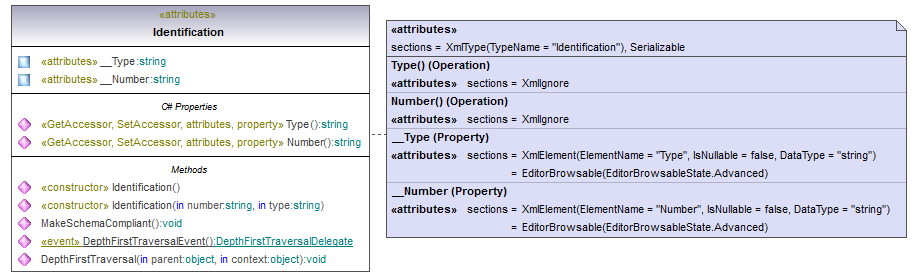 «attributes»
Identification
«attributes» __Type:string
«attributes» __Number:string
C# Properties
«GetAccessor, SetAccessor, attributes, property» Type():string
«GetAccessor, SetAccessor, attributes, property» Number():string
Methods
«constructor» Identification()
«constructor» Identification(in number:string, in type:string)
MakeSchemaCompliant():void
«event» DepthFirstTraversalEvent():DepthFirstTraversalDelegate
DepthFirstTraversal(in parent:object, in context:object):void
«attributes»
sections = XmlType(TypeName = "Identification"), Serializable
Type() (Operation)
«attributes» sections = XmlIgnore
Number() (Operation)
«attributes» sections = XmlIgnore
__Type (Property)
«attributes» sections = XmlElement(ElementName = "Type", IsNullable = false, DataType = "string")
= EditorBrowsable(EditorBrowsableState.Advanced)
__Number (Property)
«attributes» sections = XmlElement(ElementName = "Number", IsNullable = false, DataType = "string")
= EditorBrowsable(EditorBrowsableState.Advanced)